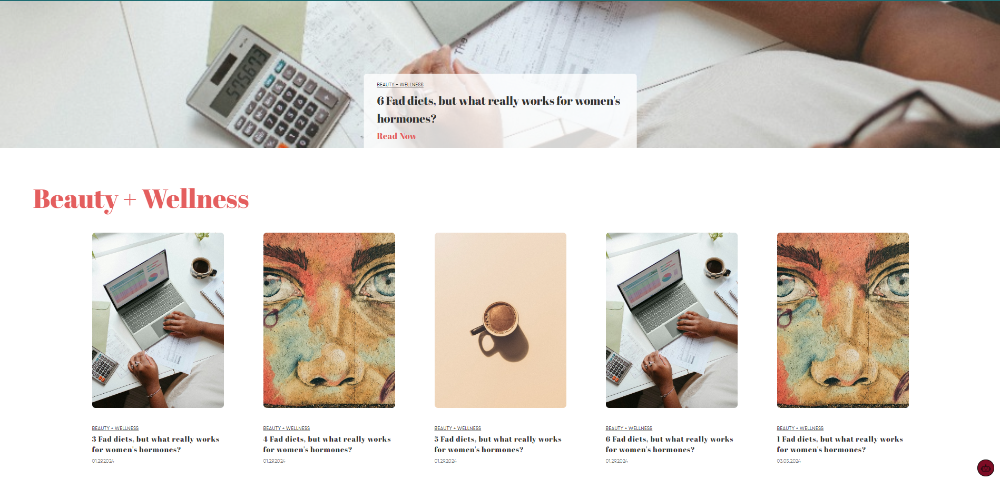 575673
The
BEAUTY + WELLNESS
6 Fad diets, but what really works for women's
hormones?
Read Now
Beauty + Wellness
BEAUTY + WELLNESS
3 Fad diets, but what really works
for women's hormones?
01.29.2024
BEAUTY + WELLNESS
4 Fad diets, but what really works
for women's hormones?
01.29.2024
BEAUTY + WELLNESS
5 Fad diets, but what really works
for women's hormones?
01.29.2024
BEAUTY + WELLNESS
6 Fad diets, but what really works
for women's hormones?
01.29.2024
BEAUTY + WELLNESS
1 Fad diets, but what really works
for women's hormones?
03.03.2024